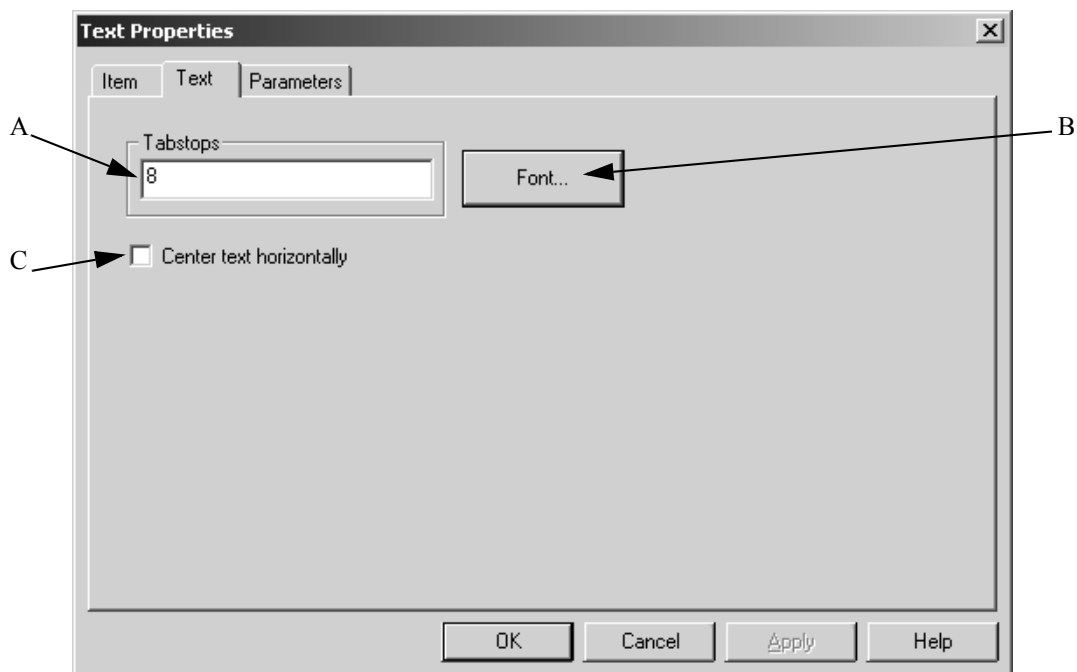 Text Properties
Item Text Parameters
A
Tabstops
B
8
Font...
C
Center text horizontally
OK Cancel Apply Help